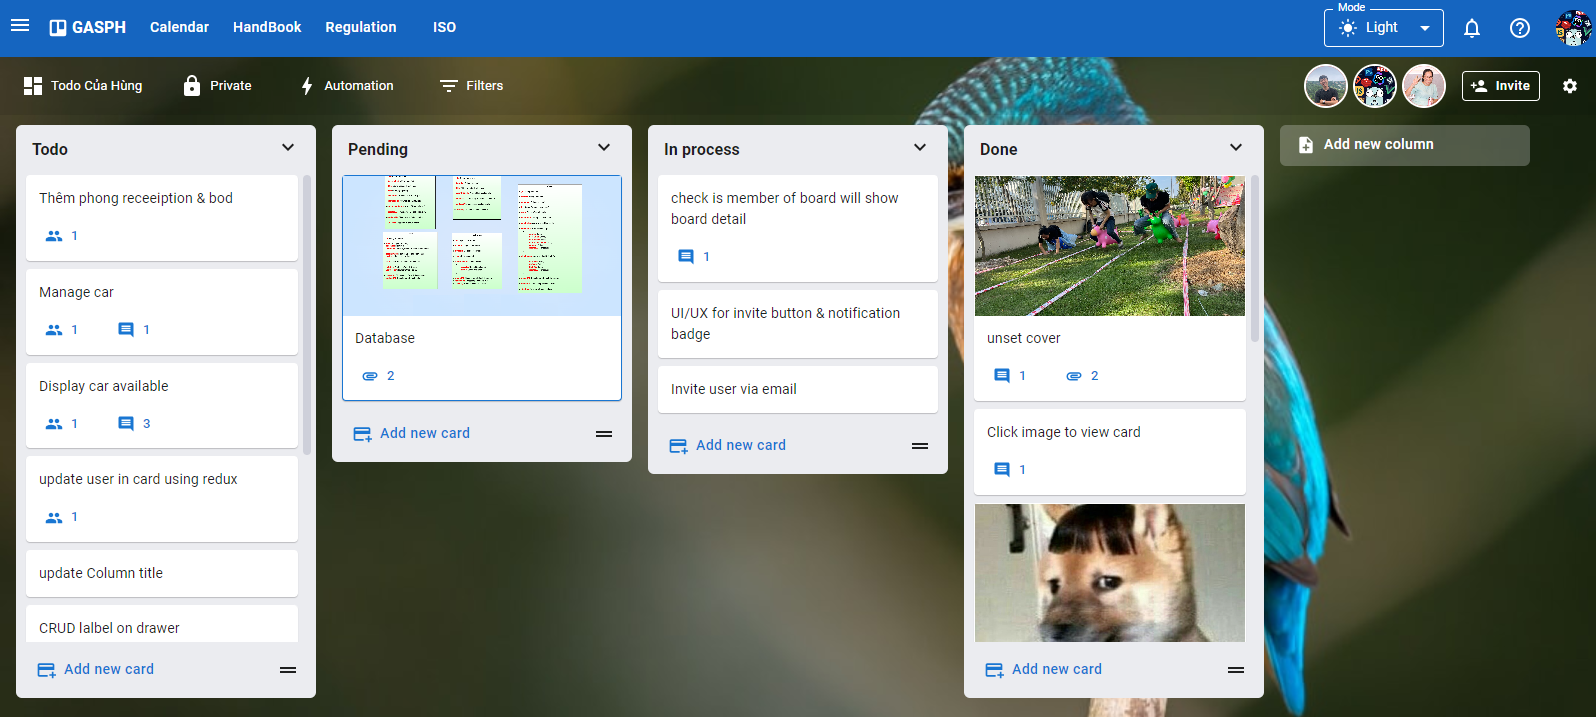 GASPH
Calendar
HandBook
Regulation
ISO
Mode
Light
Todo Của Hùng
Private
Automation
Filters
Invite
Todo
Thêm phong receeiption & bod
1
Manage car
1
1
Display car available
1
3
update user in card using redux
1
update Column title
CRUD lalbel on drawer
Add new card
Pending
Database
2
Add new card
In process
check is member of board will show
board detail
1
UI/UX for invite button & notification
badge
Invite user via email
Add new card
Done
unset cover
1
2
Click image to view card
1
Add new card
Add new column